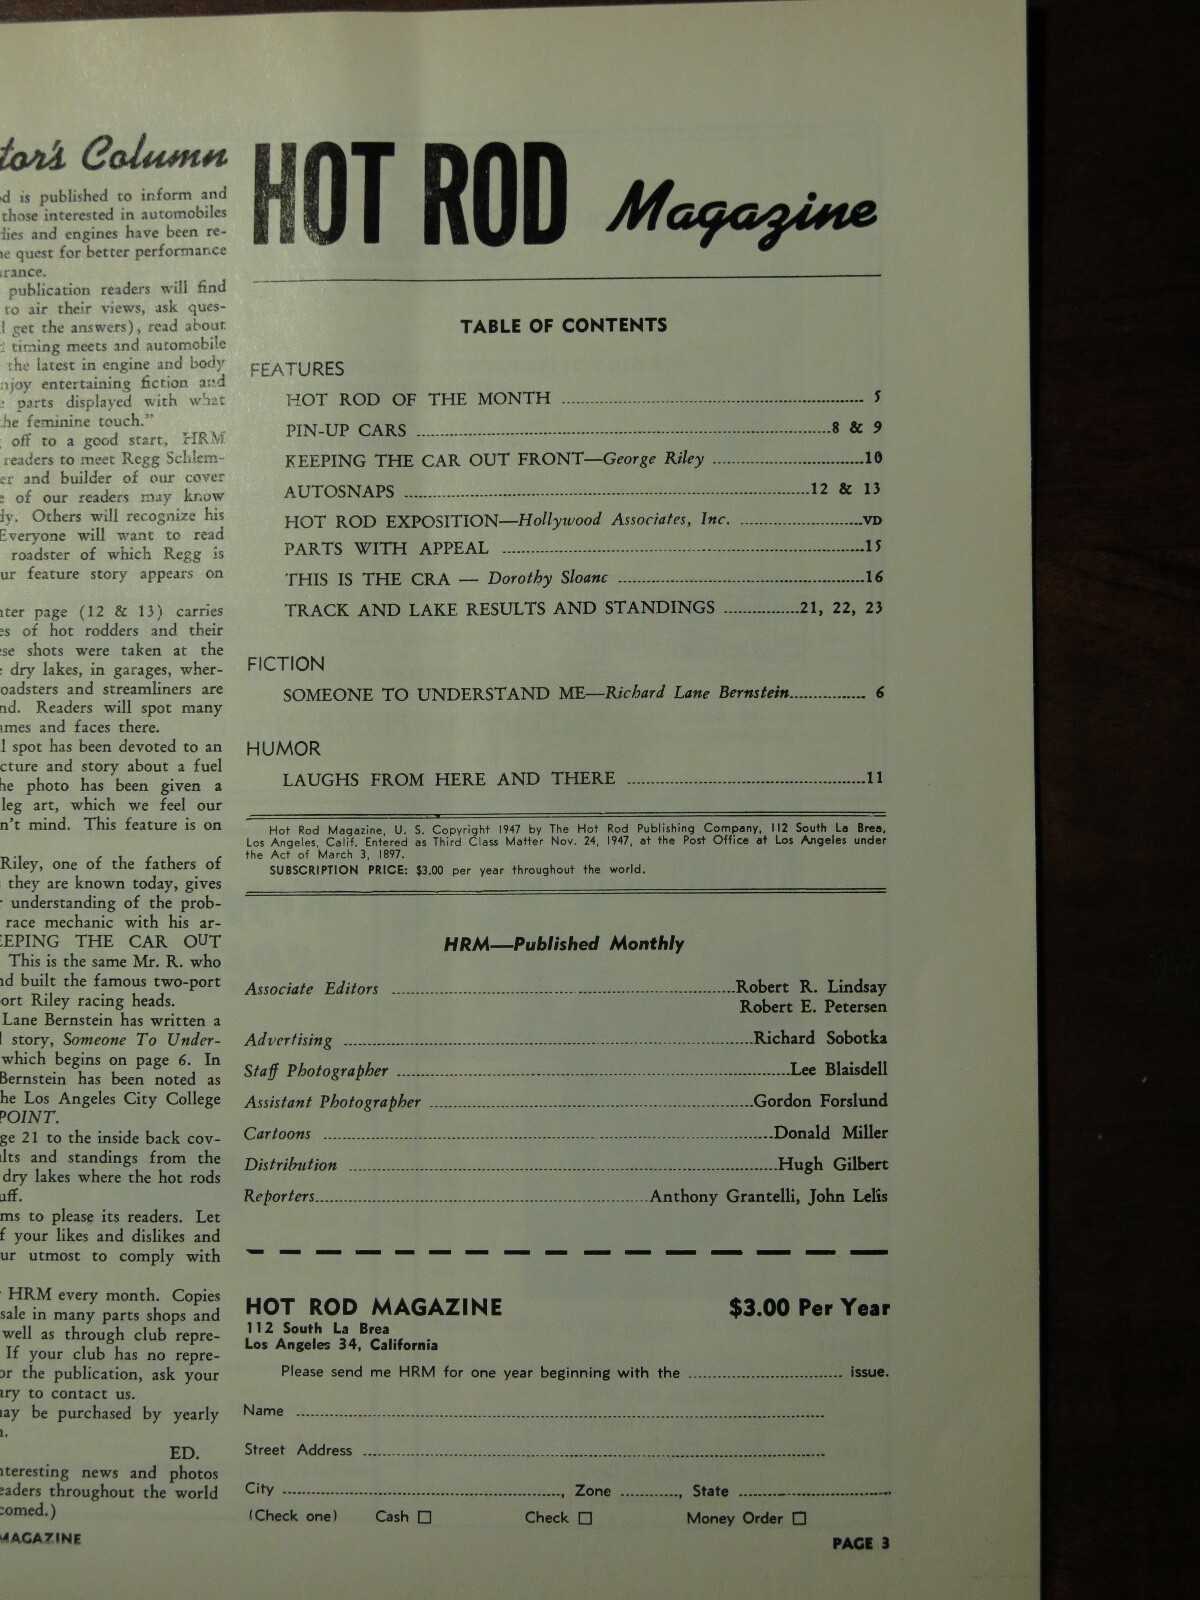 tor's Column
d is published to inform and
those interested in automobiles
dies and engines have been re-
he quest for better performance
arance.
publication readers will find
to air their views, ask ques-
l get the answers), read about
timing meets and automobile
the latest in engine and body
njoy entertaining fiction and
parts displayed with what
he feminine touch."
off to a good start, HRM
readers to meet Regg Schlem-
er and builder of our cover
e of our readers may know
dy. Others will recognize his
Everyone will want to read
roadster of which Regg is
ur feature story appears on
nter page (12 & 13) carries
es of hot rodders and their
ese shots were taken at the
e dry lakes, in garages, wher-
oadsters and streamliners are
nd. Readers will spot many
ames and faces there.
l spot has been devoted to an
cture and story about a fuel
he photo has been given a
leg art, which we feel our
n't mind. This feature is on
Riley, one of the fathers of
they are known today, gives
r understanding of the prob-
race mechanic with his ar-
EEPING THE CAR OUT
This is the same Mr. R. who
nd built the famous two-port
ort Riley racing heads.
Lane Bernstein has written a
l story, Someone To Under-
which begins on page 6. In
Bernstein has been noted as
he Los Angeles City College
POINT.
ge 21 to the inside back cov-
ults and standings from the
dry lakes where the hot rods
uff.
ms to please its readers. Let
f your likes and dislikes and
ur utmost to comply with
HRM every month. Copies
sale in many parts shops and
well as through club repre-
If your club has no repre-
or the publication, ask your
ary to contact us.
may be purchased by yearly
n.
ED.
nteresting news and photos
eaders throughout the world
comed.)
MAGAZINE
HOT ROD Magazine
TABLE OF CONTENTS
FEATURES
HOT ROD OF THE MONTH 5
PIN-UP CARS 8 & 9
KEEPING THE CAR OUT FRONT—George Riley 10
AUTOSNAPS 12 & 13
HOT ROD EXPOSITION—Hollywood Associates, Inc. VD
PARTS WITH APPEAL 15
THIS IS THE CRA — Dorothy Sloane 16
TRACK AND LAKE RESULTS AND STANDINGS 21, 22, 23
FICTION
SOMEONE TO UNDERSTAND ME—Richard Lane Bernstein 6
HUMOR
LAUGHS FROM HERE AND THERE 11
Hot Rod Magazine, U. S. Copyright 1947 by The Hot Rod Publishing Company, 112 South La Brea,
Los Angeles, Calif. Entered as Third Class Matter Nov. 24, 1947, at the Post Office at Los Angeles under
the Act of March 3, 1897.
SUBSCRIPTION PRICE: $3.00 per year throughout the world.
HRM—Published Monthly
Associate Editors Robert R. Lindsay
Robert E. Petersen
Advertising Richard Sobotka
Staff Photographer Lee Blaisdell
Assistant Photographer Gordon Forslund
Cartoons Donald Miller
Distribution Hugh Gilbert
Reporters Anthony Grantelli, John Lelis
HOT ROD MAGAZINE $3.00 Per Year
112 South La Brea
Los Angeles 34, California
Please send me HRM for one year beginning with the issue.
Name
Street Address
City , Zone , State
(Check one) Cash □ Check □ Money Order □
PAGE 3